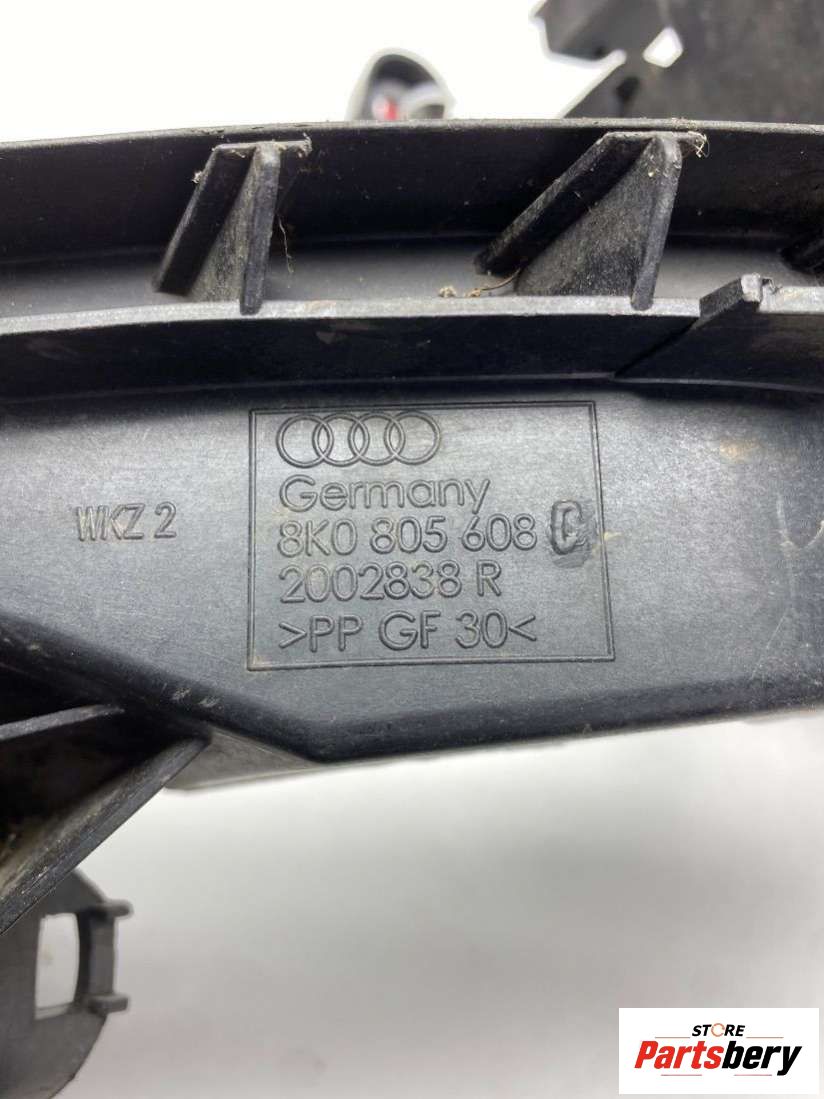 WKZ 2
Germany
8K0 805 608 C
2002838 R
>PP GF 30<
STORE
Partsbery